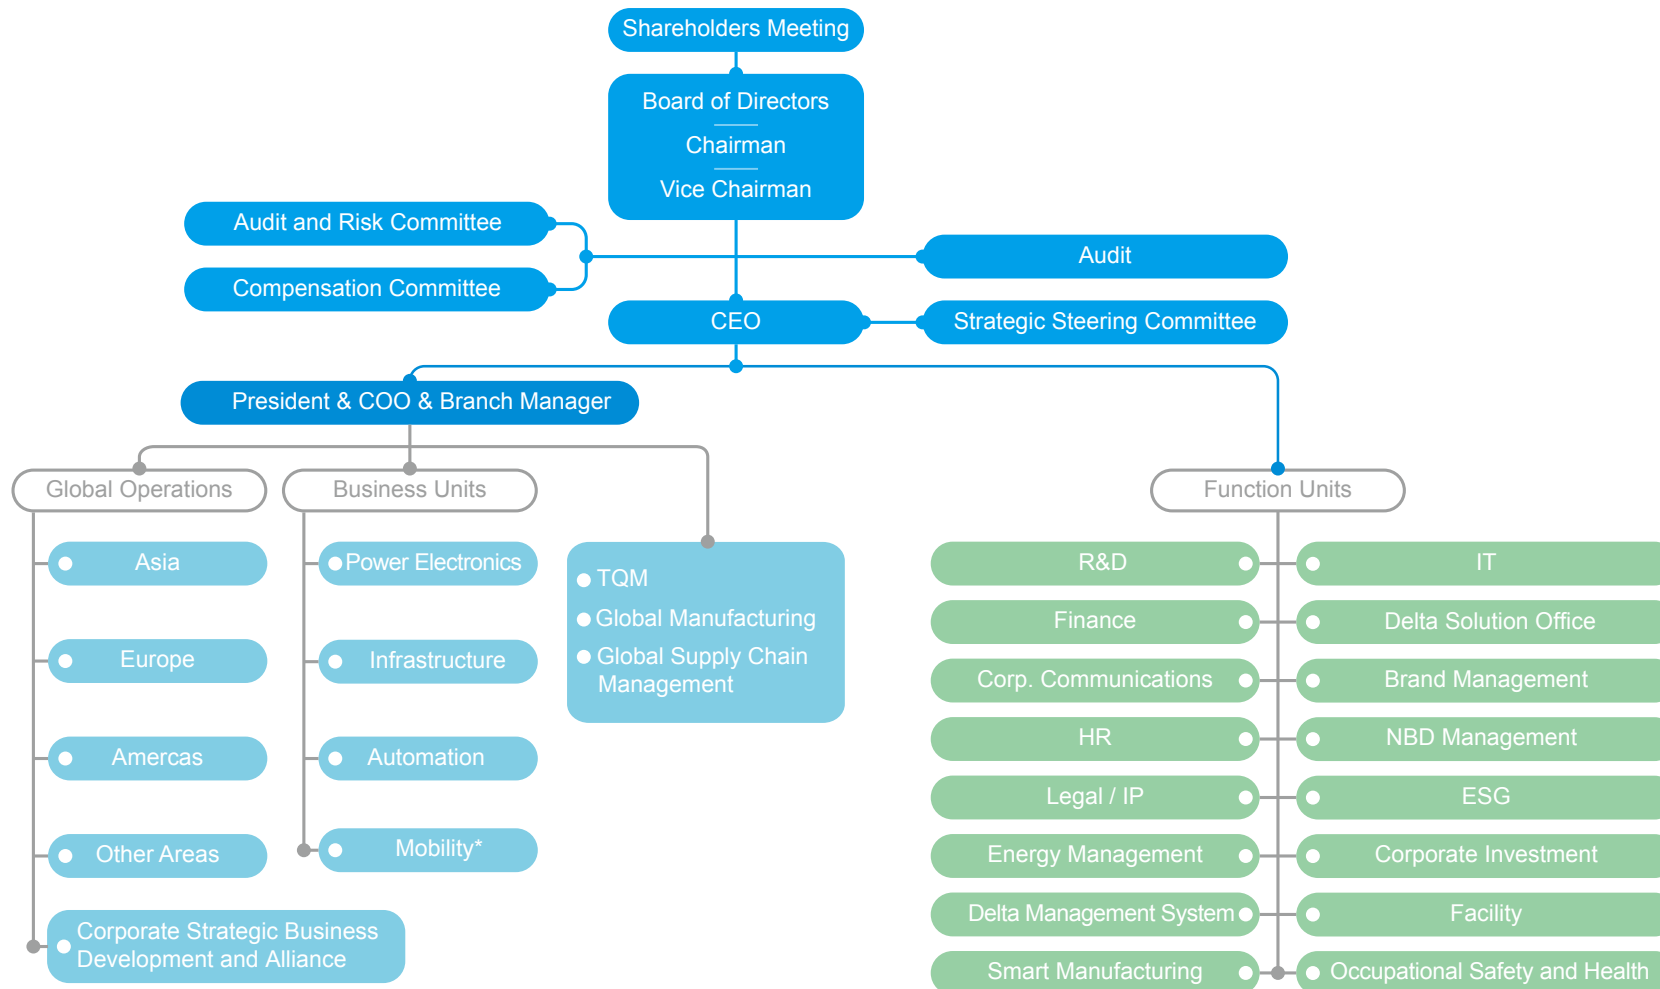 Shareholders Meeting
Board of Directors
Chairman
Vice Chairman
Audit and Risk Committee
Audit
Compensation Committee
CEO
Strategic Steering Committee
President & COO & Branch Manager
Global Operations
Business Units
Function Units
Asia
Europe
Amercas
Other Areas
Corporate Strategic Business
Development and Alliance
Power Electronics
Infrastructure
Automation
Mobility*
TQM
Global Manufacturing
Global Supply Chain
Management
R&D
IT
Finance
Delta Solution Office
Corp. Communications
Brand Management
HR
NBD Management
Legal / IP
ESG
Energy Management
Corporate Investment
Delta Management System
Facility
Smart Manufacturing
Occupational Safety and Health